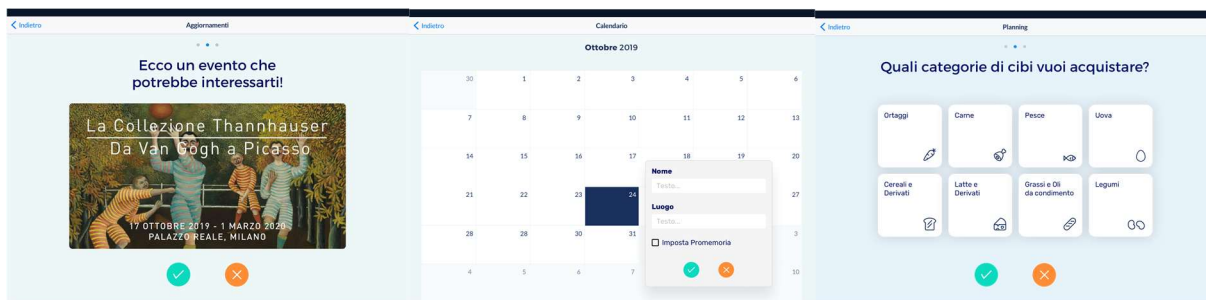 Indietro
Aggiornamenti
Ecco un evento che
potrebbe interessarti!
La Collezione Thannhauser
Da Van Gogh a Picasso
17 OTTOBRE 2019 - 1 MARZO 2020
PALAZZO REALE, MILANO
Indietro
Calendario
Ottobre 2019
30 1 2 3 4 5 6
7 8 9 10 11 12 13
14 15 16 17 18 19 20
21 22 23 24 27
28 28 30 31 3
4 5 6 7 10
Nome
Testo...
Luogo
Testo...
Imposta Promemoria
Indietro
Planning
Quali categorie di cibi vuoi acquistare?
Ortaggi
Carne
Pesce
Uova
Cereali e
Derivati
Latte e
Derivati
Grassi e Oli
da condimento
Legumi